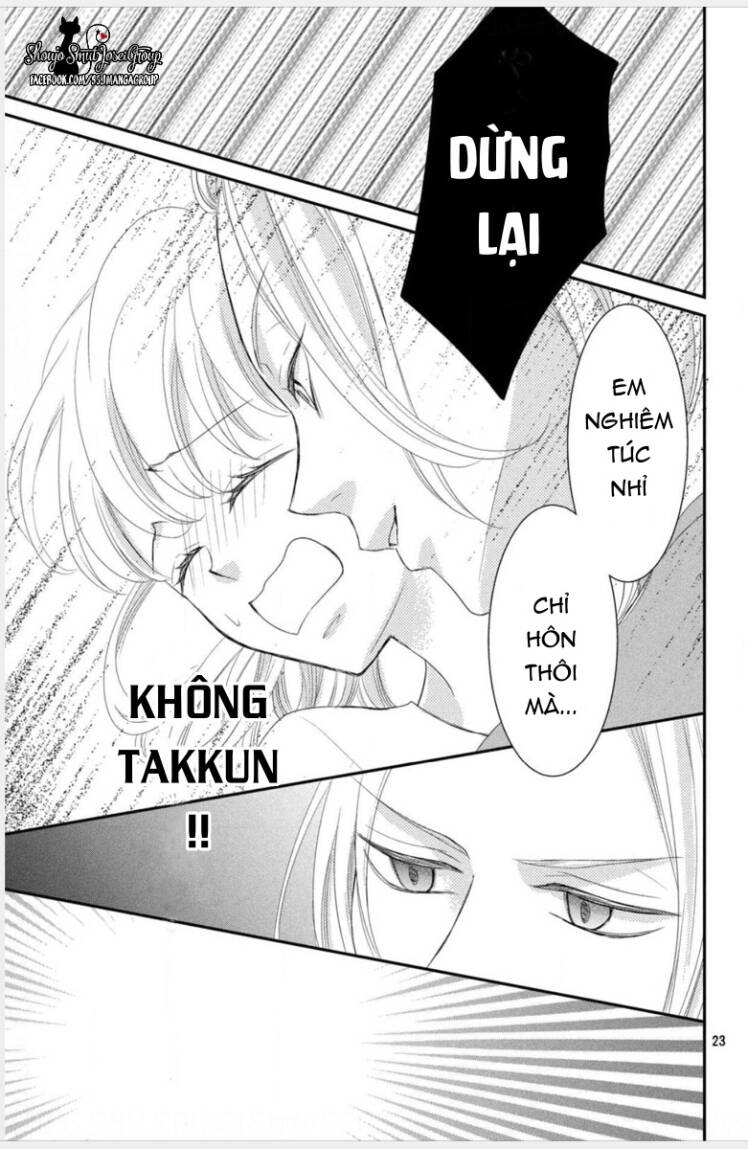 Shoujo Smut Josei Group
FACEBOOK.COM/SSJMANGAGROUP
DỪNG
LẠI
EM
NGHIÊM
TÚC
NHỈ
CHỈ
HÔN
THÔI
MÀ...
KHÔNG
TAKKUN
!!
23